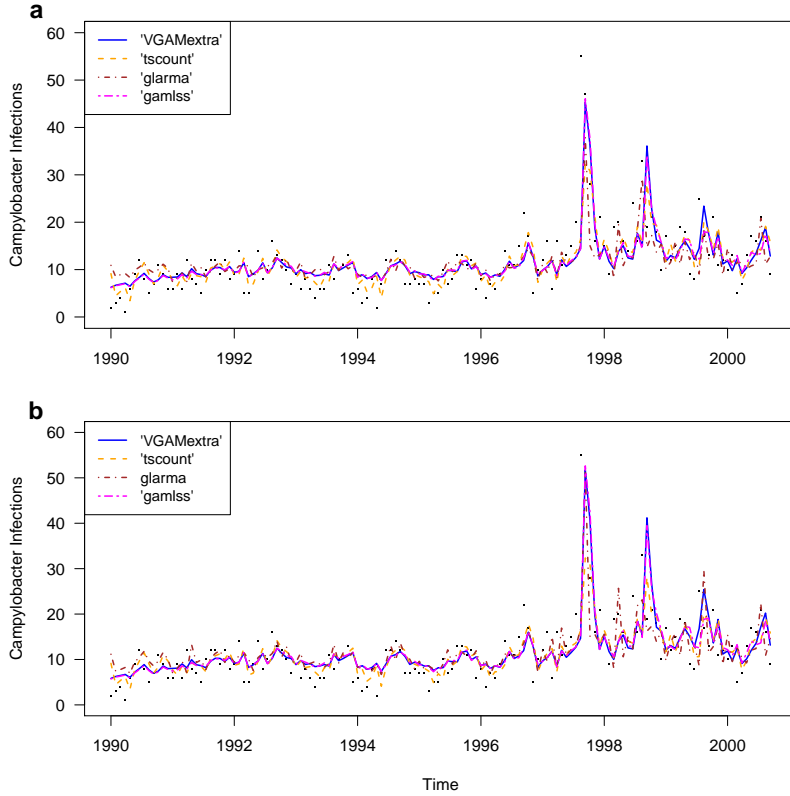 a
60
50
40
30
20
10
0
Campylobacter Infections
'VGAMextra'
'tscount'
'glarma'
'gamlss'
1990
1992
1994
1996
1998
2000
b
60
50
40
30
20
10
0
Campylobacter Infections
'VGAMextra'
'tscount'
glarma
'gamlss'
1990
1992
1994
1996
1998
2000
Time